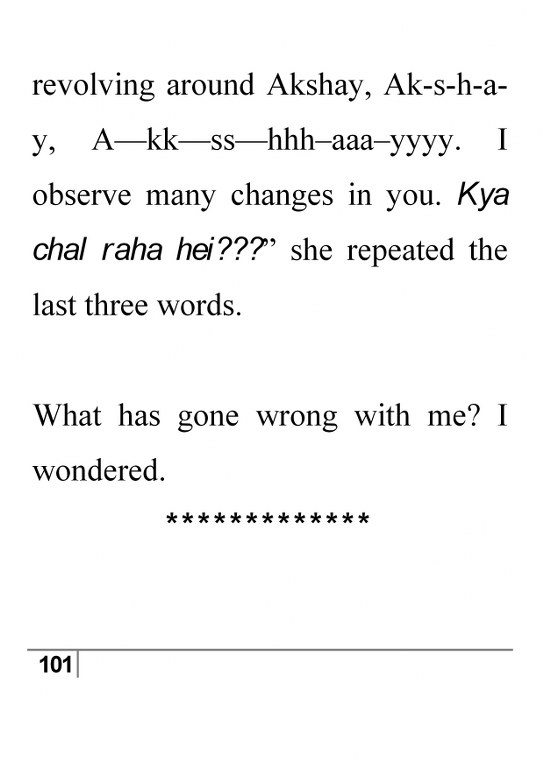 revolving around Akshay, Ak-s-h-a-
y, A—kk—ss—hhh–aaa–yyyy. I
observe many changes in you. Kya
chal raha hei???” she repeated the
last three words.
What has gone wrong with me? I
wondered.
*************
101